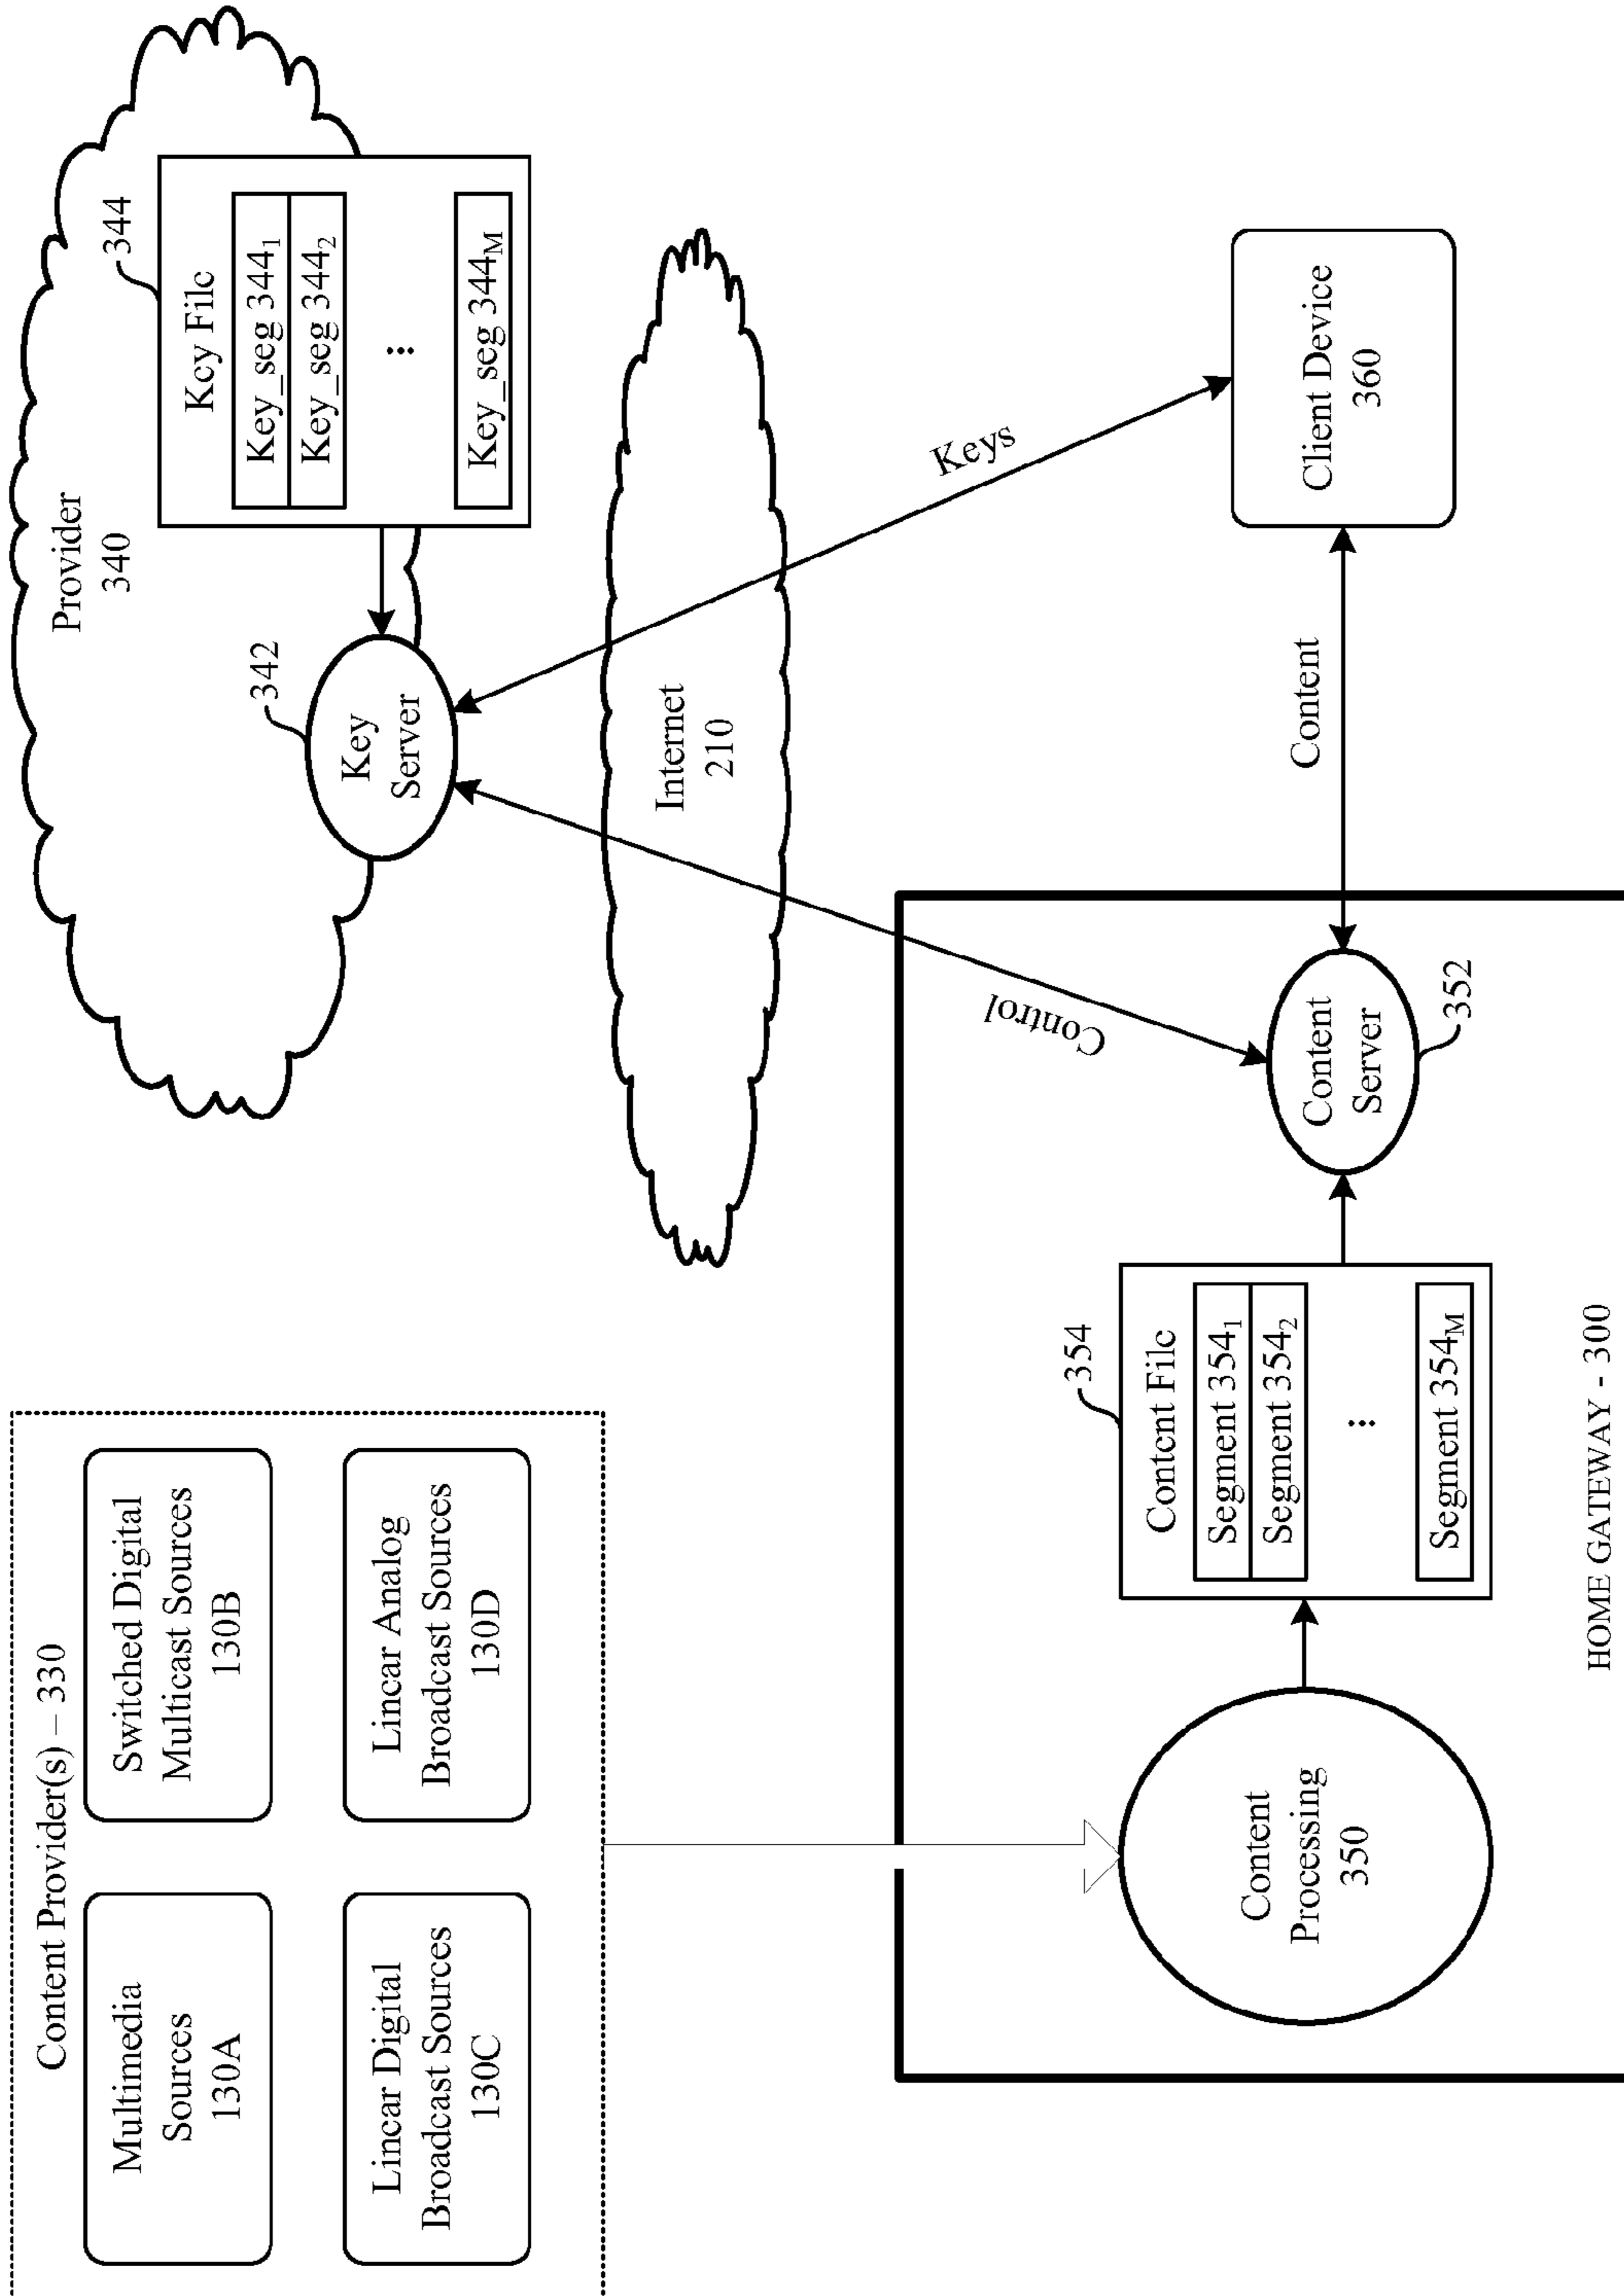 Content Provider(s) – 330
Multimedia
Sources
130A
Switched Digital
Multicast Sources
130B
Linear Digital
Broadcast Sources
130C
Linear Analog
Broadcast Sources
130D
Provider
340
342
Key
Server
344
Key File
Key_seg 344₁
Key_seg 344₂
⋮
Key_seg 344M
Internet
210
Control
Keys
Content
Processing
350
354
Content File
Segment 354₁
Segment 354₂
⋮
Segment 354M
Content
Server
352
Content
Client Device
360
HOME GATEWAY - 300